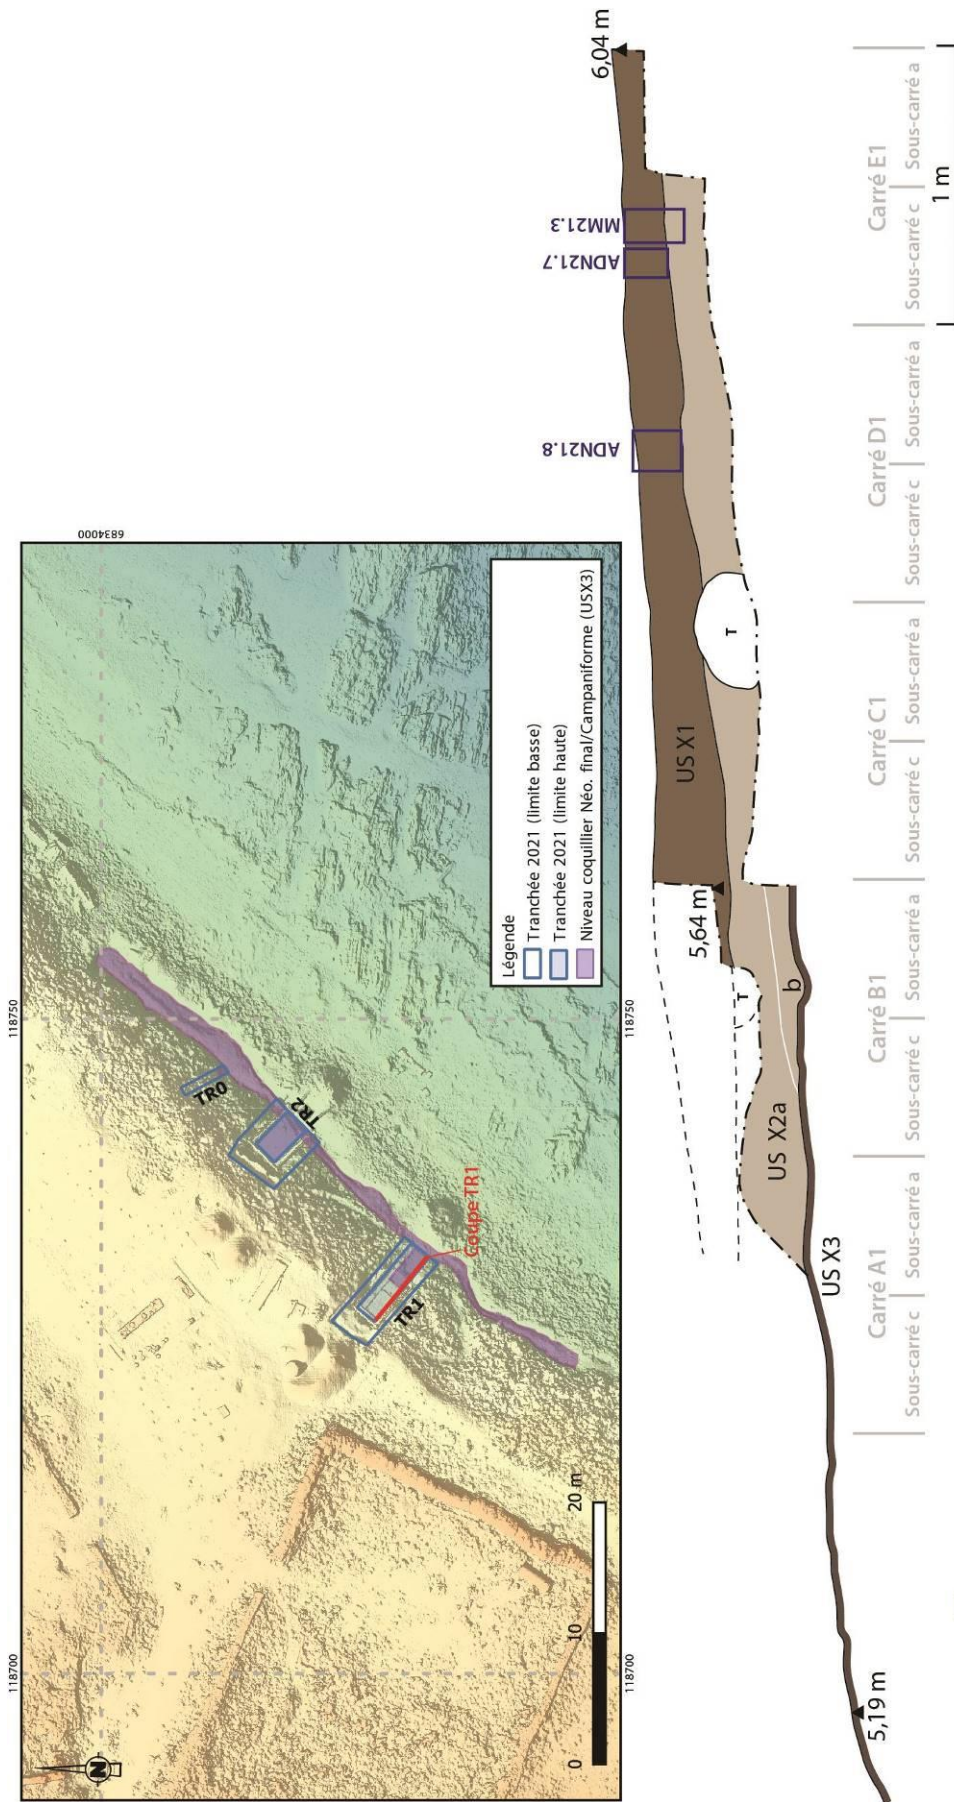 118700
118750
6834000
N
TR0
TR2
TR1
Coupe TR1
0 10 20 m
118700
118750
Légende
Tranchée 2021 (limite basse)
Tranchée 2021 (limite haute)
Niveau coquillier Néo. final/Campaniforme (USX3)
6,04 m
ADN21.8
ADN21.7
MM21.3
US X1
5,64 m
T
T
b
US X2a
US X3
5,19 m
Carré A1
Carré B1
Carré C1
Carré D1
Carré E1
Sous-carré c
Sous-carré a
Sous-carré c
Sous-carré a
Sous-carré c
Sous-carré a
Sous-carré c
Sous-carré a
Sous-carré c
Sous-carré a
1 m